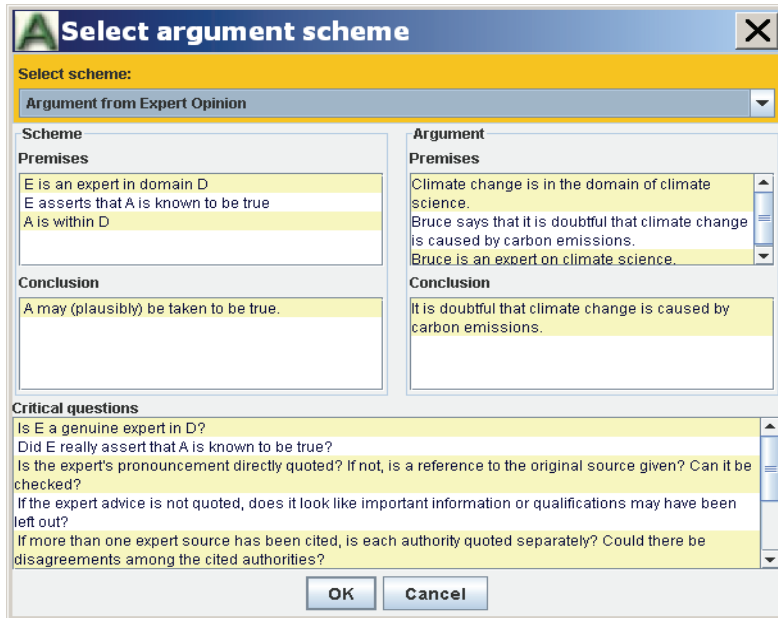 A Select argument scheme
Select scheme:
Argument from Expert Opinion
Scheme
Premises
E is an expert in domain D
E asserts that A is known to be true
A is within D
Conclusion
A may (plausibly) be taken to be true.
Argument
Premises
Climate change is in the domain of climate
science.
Bruce says that it is doubtful that climate change
is caused by carbon emissions.
Bruce is an expert on climate science.
Conclusion
It is doubtful that climate change is caused by
carbon emissions.
Critical questions
Is E a genuine expert in D?
Did E really assert that A is known to be true?
Is the expert's pronouncement directly quoted? If not, is a reference to the original source given? Can it be
checked?
If the expert advice is not quoted, does it look like important information or qualifications may have been
left out?
If more than one expert source has been cited, is each authority quoted separately? Could there be
disagreements among the cited authorities?
OK
Cancel